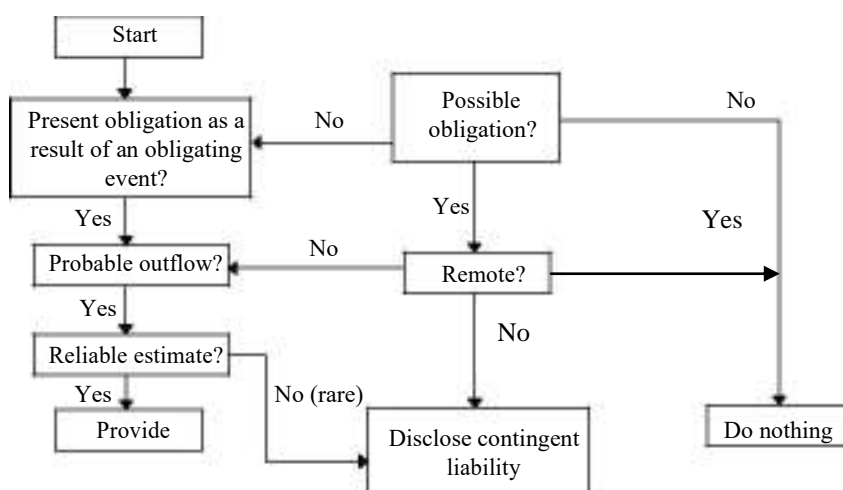 Start
Present obligation as a
result of an obligating
event?
No
Possible
obligation?
No
Yes
Yes
Yes
Probable outflow?
No
Remote?
Yes
No
Reliable estimate?
Yes
No (rare)
Provide
Disclose contingent
liability
Do nothing